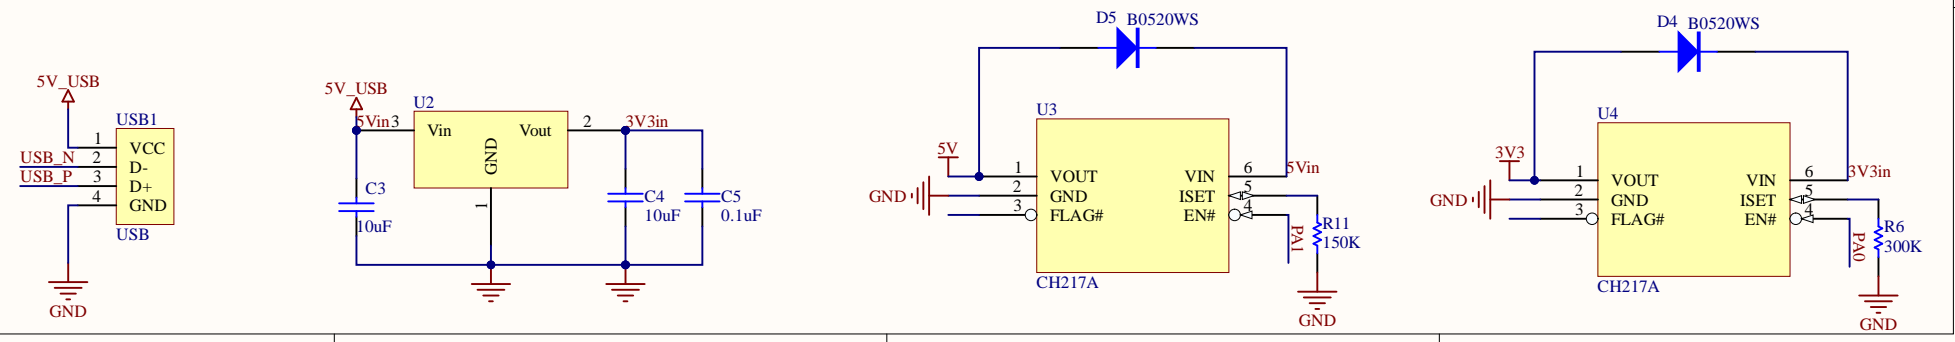 5V_USB
USB1
1
VCC
USB_N
2
D-
USB_P
3
D+
4
GND
USB
GND
5V_USB
5Vin
3
U2
Vin
Vout
GND
1
2
3V3in
C3
10uF
C4
10uF
C5
0.1uF
D5
B0520WS
U3
5V
1
VOUT
VIN
6
5Vin
GND
2
GND
ISET
5
3
FLAG#
EN#
4
PA1
R11
150K
CH217A
GND
D4
B0520WS
U4
3V3
1
VOUT
VIN
6
3V3in
GND
2
GND
ISET
5
3
FLAG#
EN#
4
PA0
R6
300K
CH217A
GND